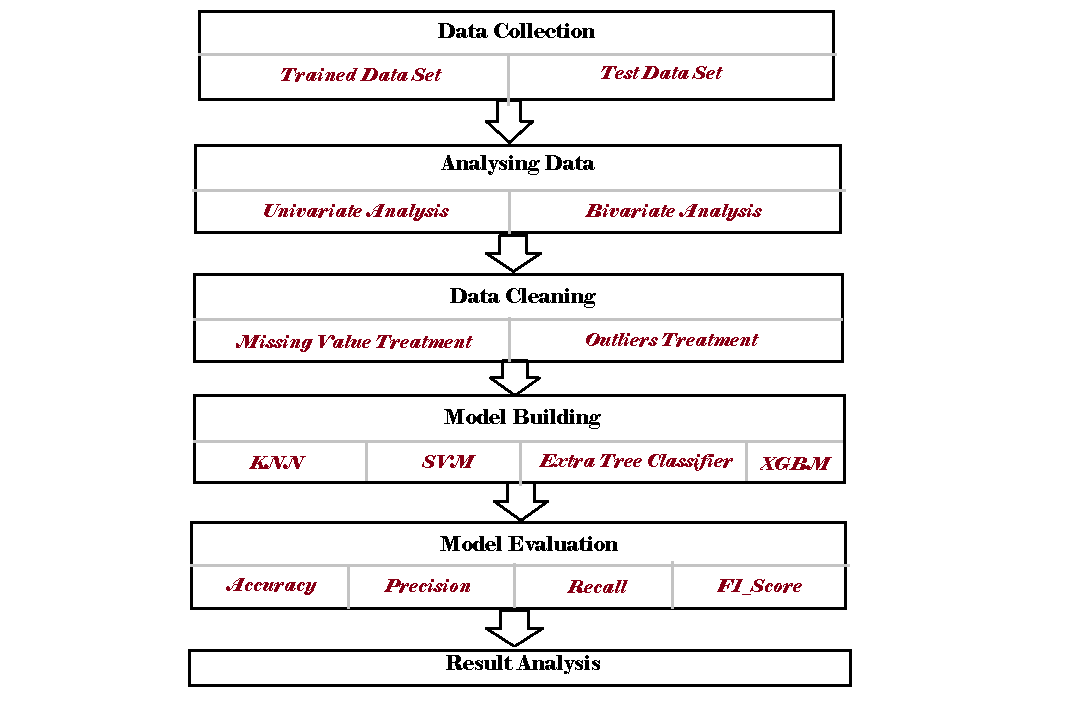 Data Collection
Trained Data Set
Test Data Set
Analysing Data
Univariate Analysis
Bivariate Analysis
Data Cleaning
Missing Value Treatment
Outliers Treatment
Model Building
KNN
SVM
Extra Tree Classifier
XGBM
Model Evaluation
Accuracy
Precision
Recall
FI_Score
Result Analysis